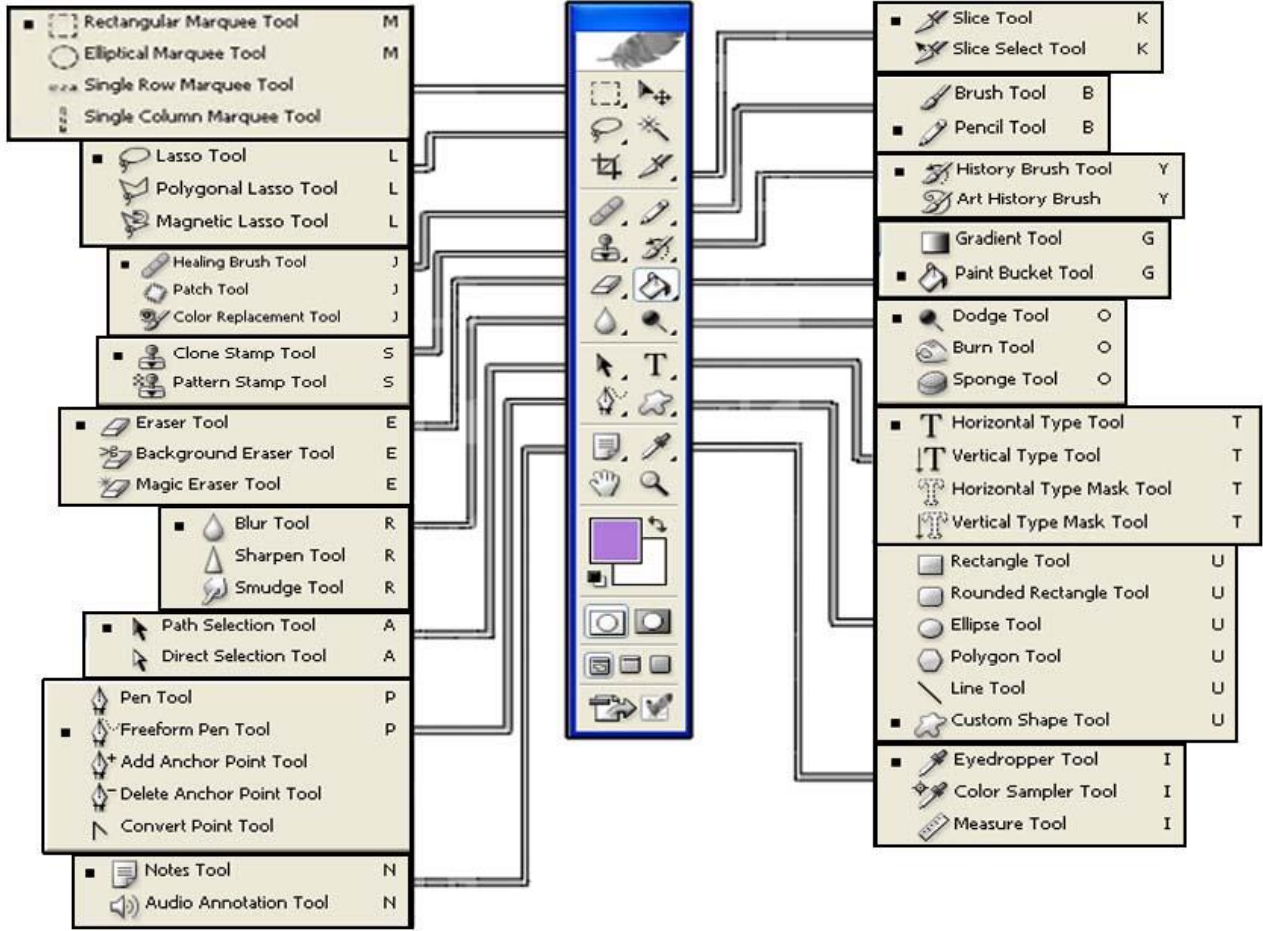 Rectangular Marquee Tool M
Elliptical Marquee Tool M
Single Row Marquee Tool
Single Column Marquee Tool
Lasso Tool L
Polygonal Lasso Tool L
Magnetic Lasso Tool L
Healing Brush Tool J
Patch Tool J
Color Replacement Tool J
Clone Stamp Tool S
Pattern Stamp Tool S
Eraser Tool E
Background Eraser Tool E
Magic Eraser Tool E
Blur Tool R
Sharpen Tool R
Smudge Tool R
Path Selection Tool A
Direct Selection Tool A
Pen Tool P
Freeform Pen Tool P
Add Anchor Point Tool
Delete Anchor Point Tool
Convert Point Tool
Notes Tool N
Audio Annotation Tool N
Slice Tool K
Slice Select Tool K
Brush Tool B
Pencil Tool B
History Brush Tool Y
Art History Brush Y
Gradient Tool G
Paint Bucket Tool G
Dodge Tool O
Burn Tool O
Sponge Tool O
Horizontal Type Tool T
Vertical Type Tool T
Horizontal Type Mask Tool T
Vertical Type Mask Tool T
Rectangle Tool U
Rounded Rectangle Tool U
Ellipse Tool U
Polygon Tool U
Line Tool U
Custom Shape Tool U
Eyedropper Tool I
Color Sampler Tool I
Measure Tool I